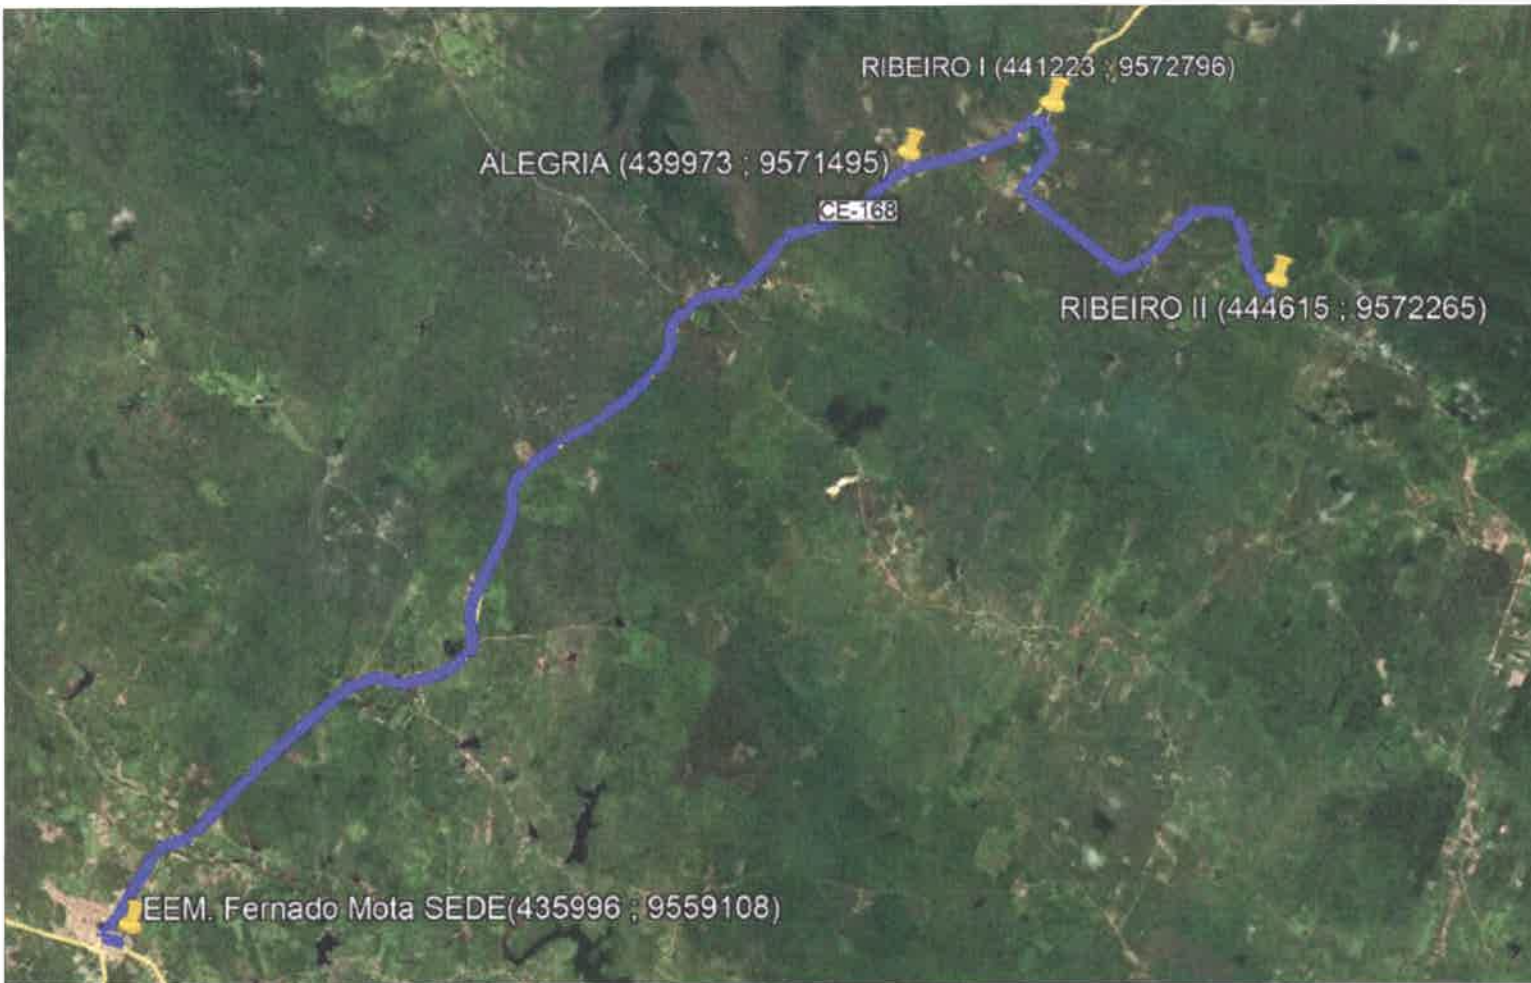 RIBEIRO I (441223 ; 9572796)
ALEGRIA (439973 ; 9571495)
CE-168
RIBEIRO II (444615 ; 9572265)
EEM. Fernado Mota SEDE(435996 ; 9559108)